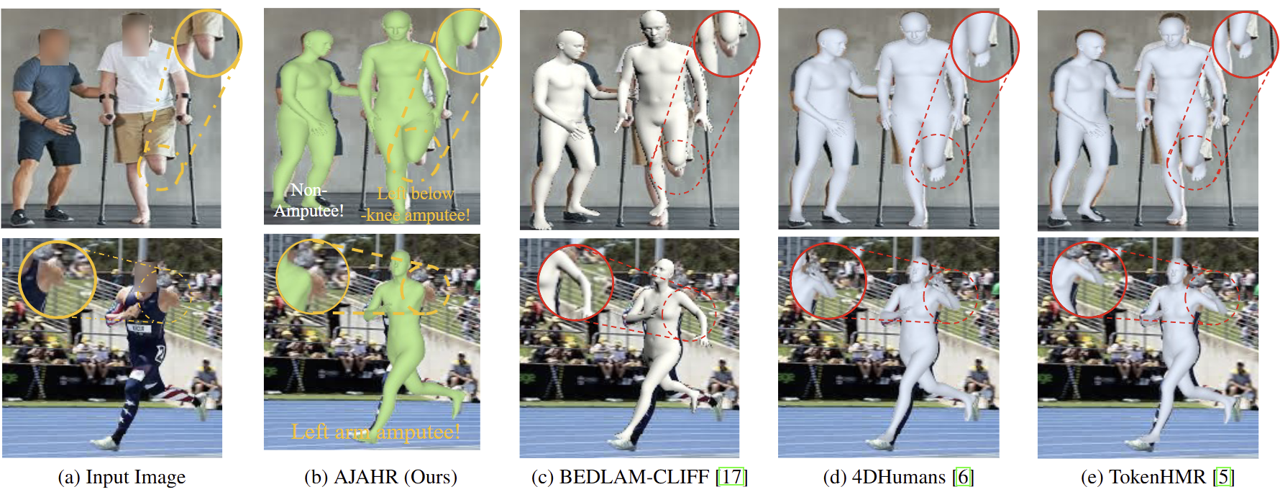 Non-
Amputee!
Left below
-knee amputee!
Left arm amputee!
(a) Input Image
(b) AJAHR (Ours)
(c) BEDLAM-CLIFF [17]
(d) 4DHumans [6]
(e) TokenHMR [5]